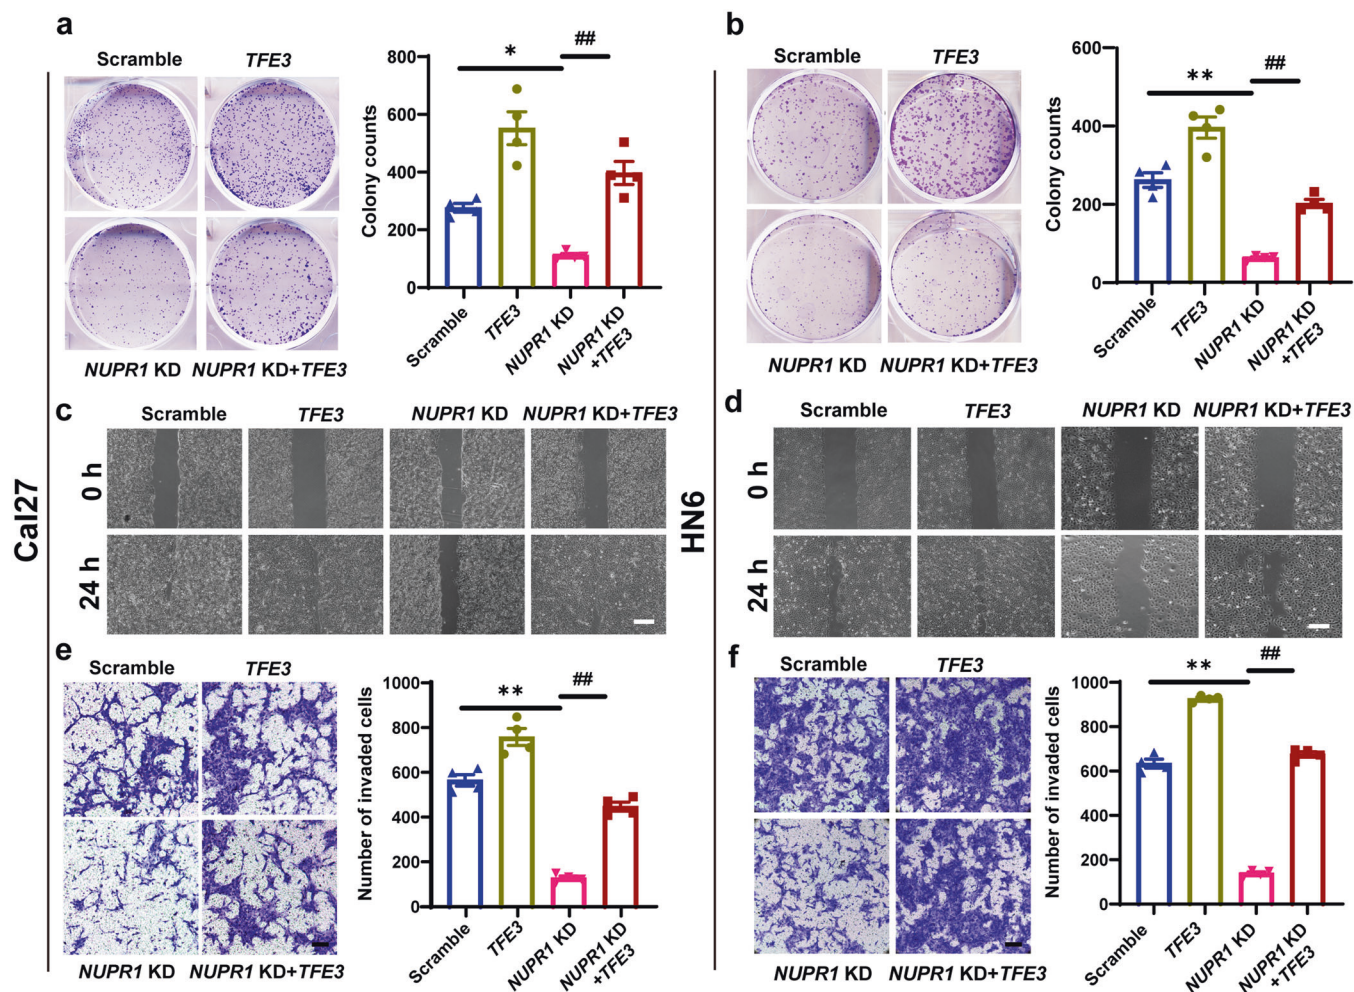 a
Scramble
TFE3
NUPR1 KD
NUPR1 KD+TFE3
Colony counts
800
600
400
200
0
*
##
Scramble
TFE3
NUPR1 KD
NUPR1 KD
+TFE3
b
Scramble
TFE3
NUPR1 KD
NUPR1 KD+TFE3
Colony counts
600
400
200
0
**
##
Scramble
TFE3
NUPR1 KD
NUPR1 KD
+TFE3
Cal27
c
Scramble
TFE3
NUPR1 KD
NUPR1 KD+TFE3
0 h
24 h
HN6
d
Scramble
TFE3
NUPR1 KD
NUPR1 KD+TFE3
0 h
24 h
e
Scramble
TFE3
NUPR1 KD
NUPR1 KD+TFE3
Number of invaded cells
1000
800
600
400
200
0
**
##
Scramble
TFE3
NUPR1 KD
NUPR1 KD
+TFE3
f
Scramble
TFE3
NUPR1 KD
NUPR1 KD+TFE3
Number of invaded cells
1000
800
600
400
200
0
**
##
Scramble
TFE3
NUPR1 KD
NUPR1 KD
+TFE3